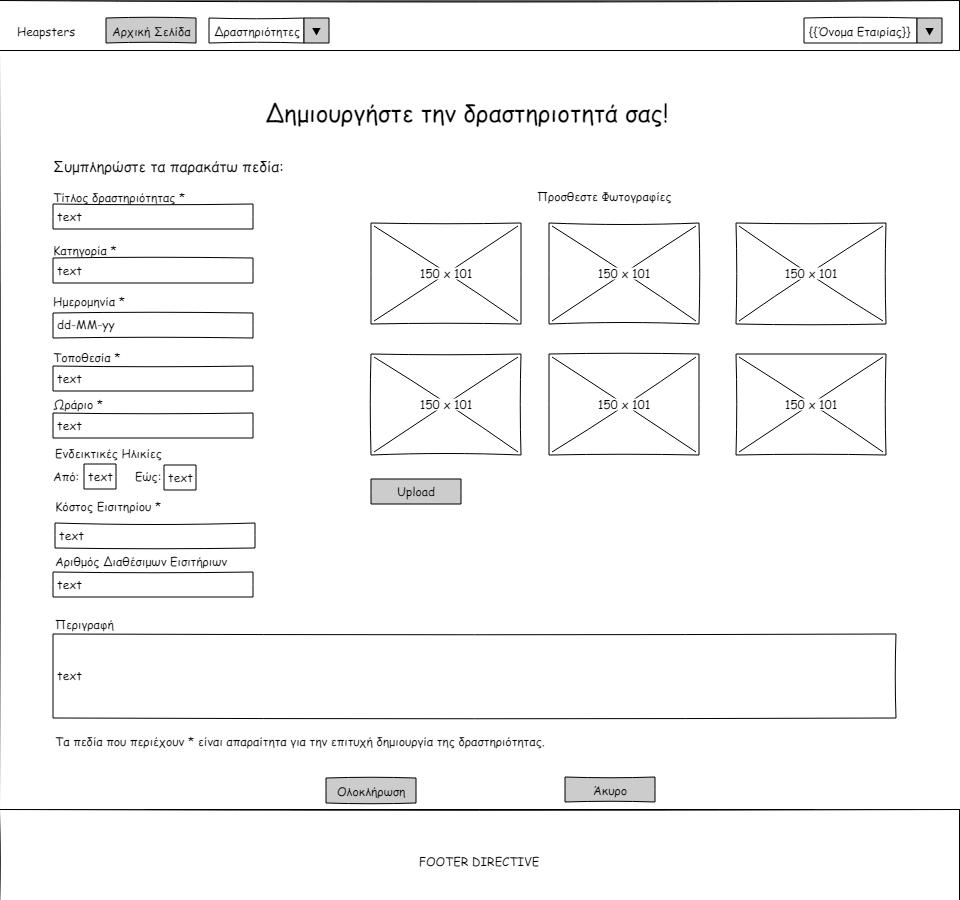 Heapsters Αρχική Σελίδα Δραστηριότητες ▼ {{Όνομα Εταιρίας}} ▼
Δημιουργήστε την δραστηριοτητά σας!
Συμπληρώστε τα παρακάτω πεδία:
Τίτλος δραστηριότητας *
text
Κατηγορία *
text
Ημερομηνία *
dd-MM-yy
Τοποθεσία *
text
Ωράριο *
text
Ενδεικτικές Ηλικίες
Από: text Εώς: text
Κόστος Εισιτηρίου *
text
Αριθμός Διαθέσιμων Εισιτήριων
text
Προσθεστε Φωτογραφίες
150 x 101 150 x 101 150 x 101
150 x 101 150 x 101 150 x 101
Upload
Περιγραφή
text
Τα πεδία που περιέχουν * είναι απαραίτητα για την επιτυχή δημιουργία της δραστηριότητας.
Ολοκλήρωση Άκυρο
FOOTER DIRECTIVE